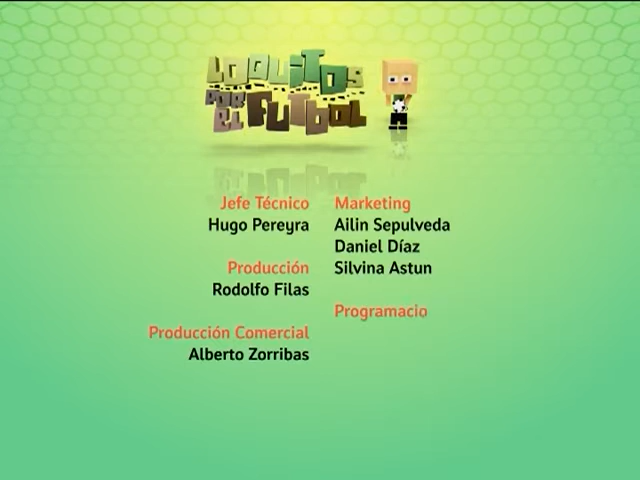 LOQUITOS
POR EL FUTBOL
Jefe Técnico
Hugo Pereyra
Producción
Rodolfo Filas
Producción Comercial
Alberto Zorribas
Marketing
Ailin Sepulveda
Daniel Díaz
Silvina Astun
Programacio